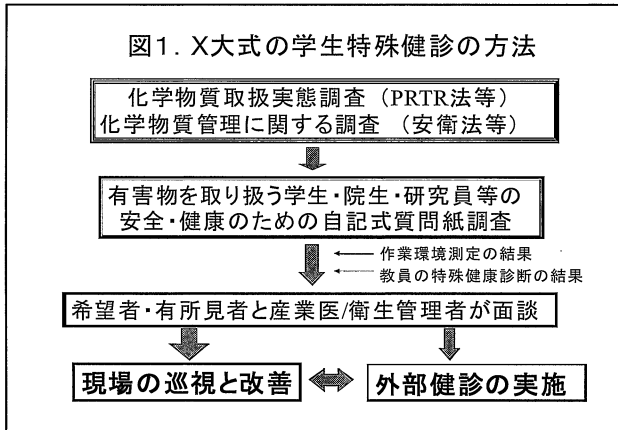 図1．X大式の学生特殊健診の方法
化学物質取扱実態調査（PRTR法等）
化学物質管理に関する調査 （安衛法等）
有害物を取り扱う学生・院生・研究員等の
安全・健康のための自記式質問紙調査
作業環境測定の結果
教員の特殊健康診断の結果
希望者・有所見者と産業医/衛生管理者が面談
現場の巡視と改善
外部健診の実施